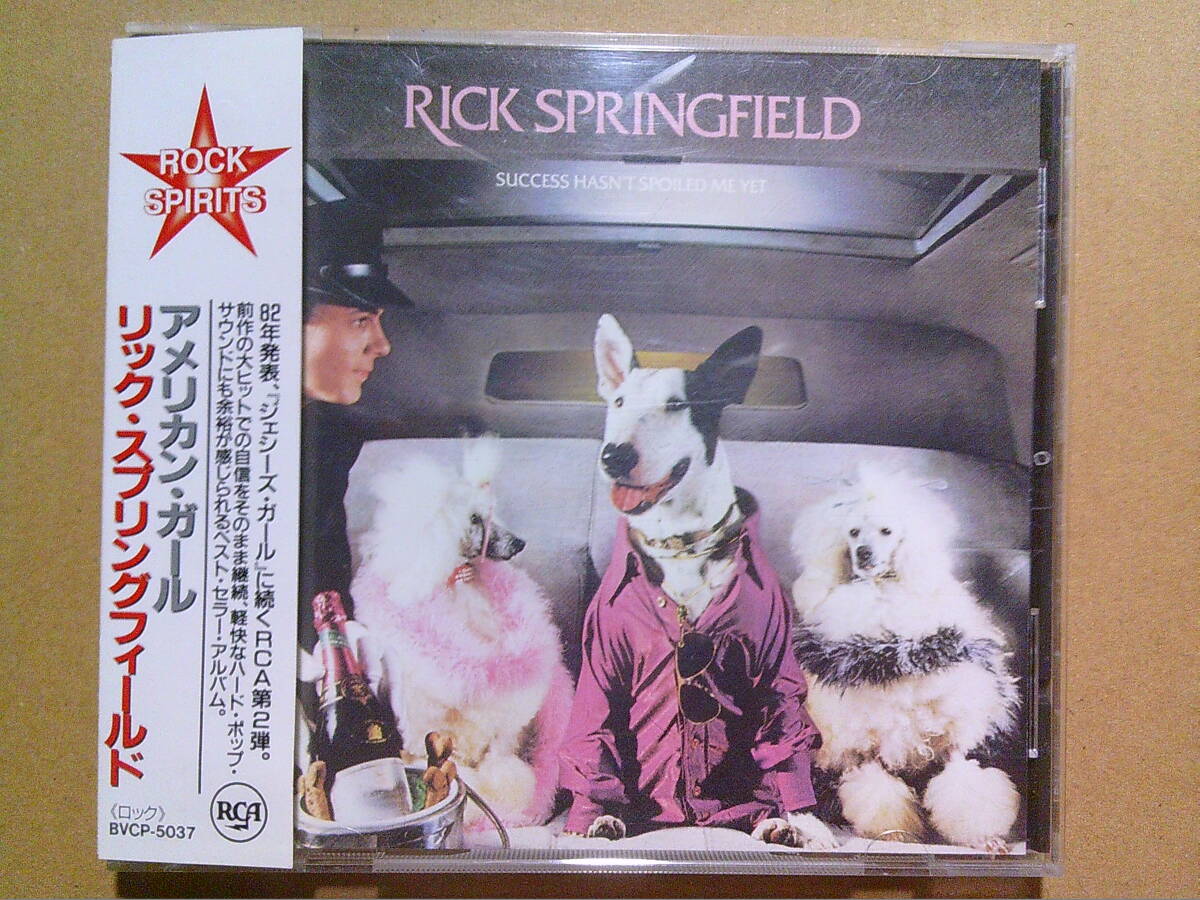 ROCK
SPIRITS
82年発表、『ジェシーズ・ガール』に続くRCA第2弾。
前作の大ヒットでの自信をそのまま継続、軽快なハード・ポップ・
サウンドにも余裕が感じられるベスト・セラー・アルバム。
アメリカン・ガール
リック・スプリングフィールド
《ロック》
BVCP-5037
RCA
RICK SPRINGFIELD
SUCCESS HASN'T SPOILED ME YET